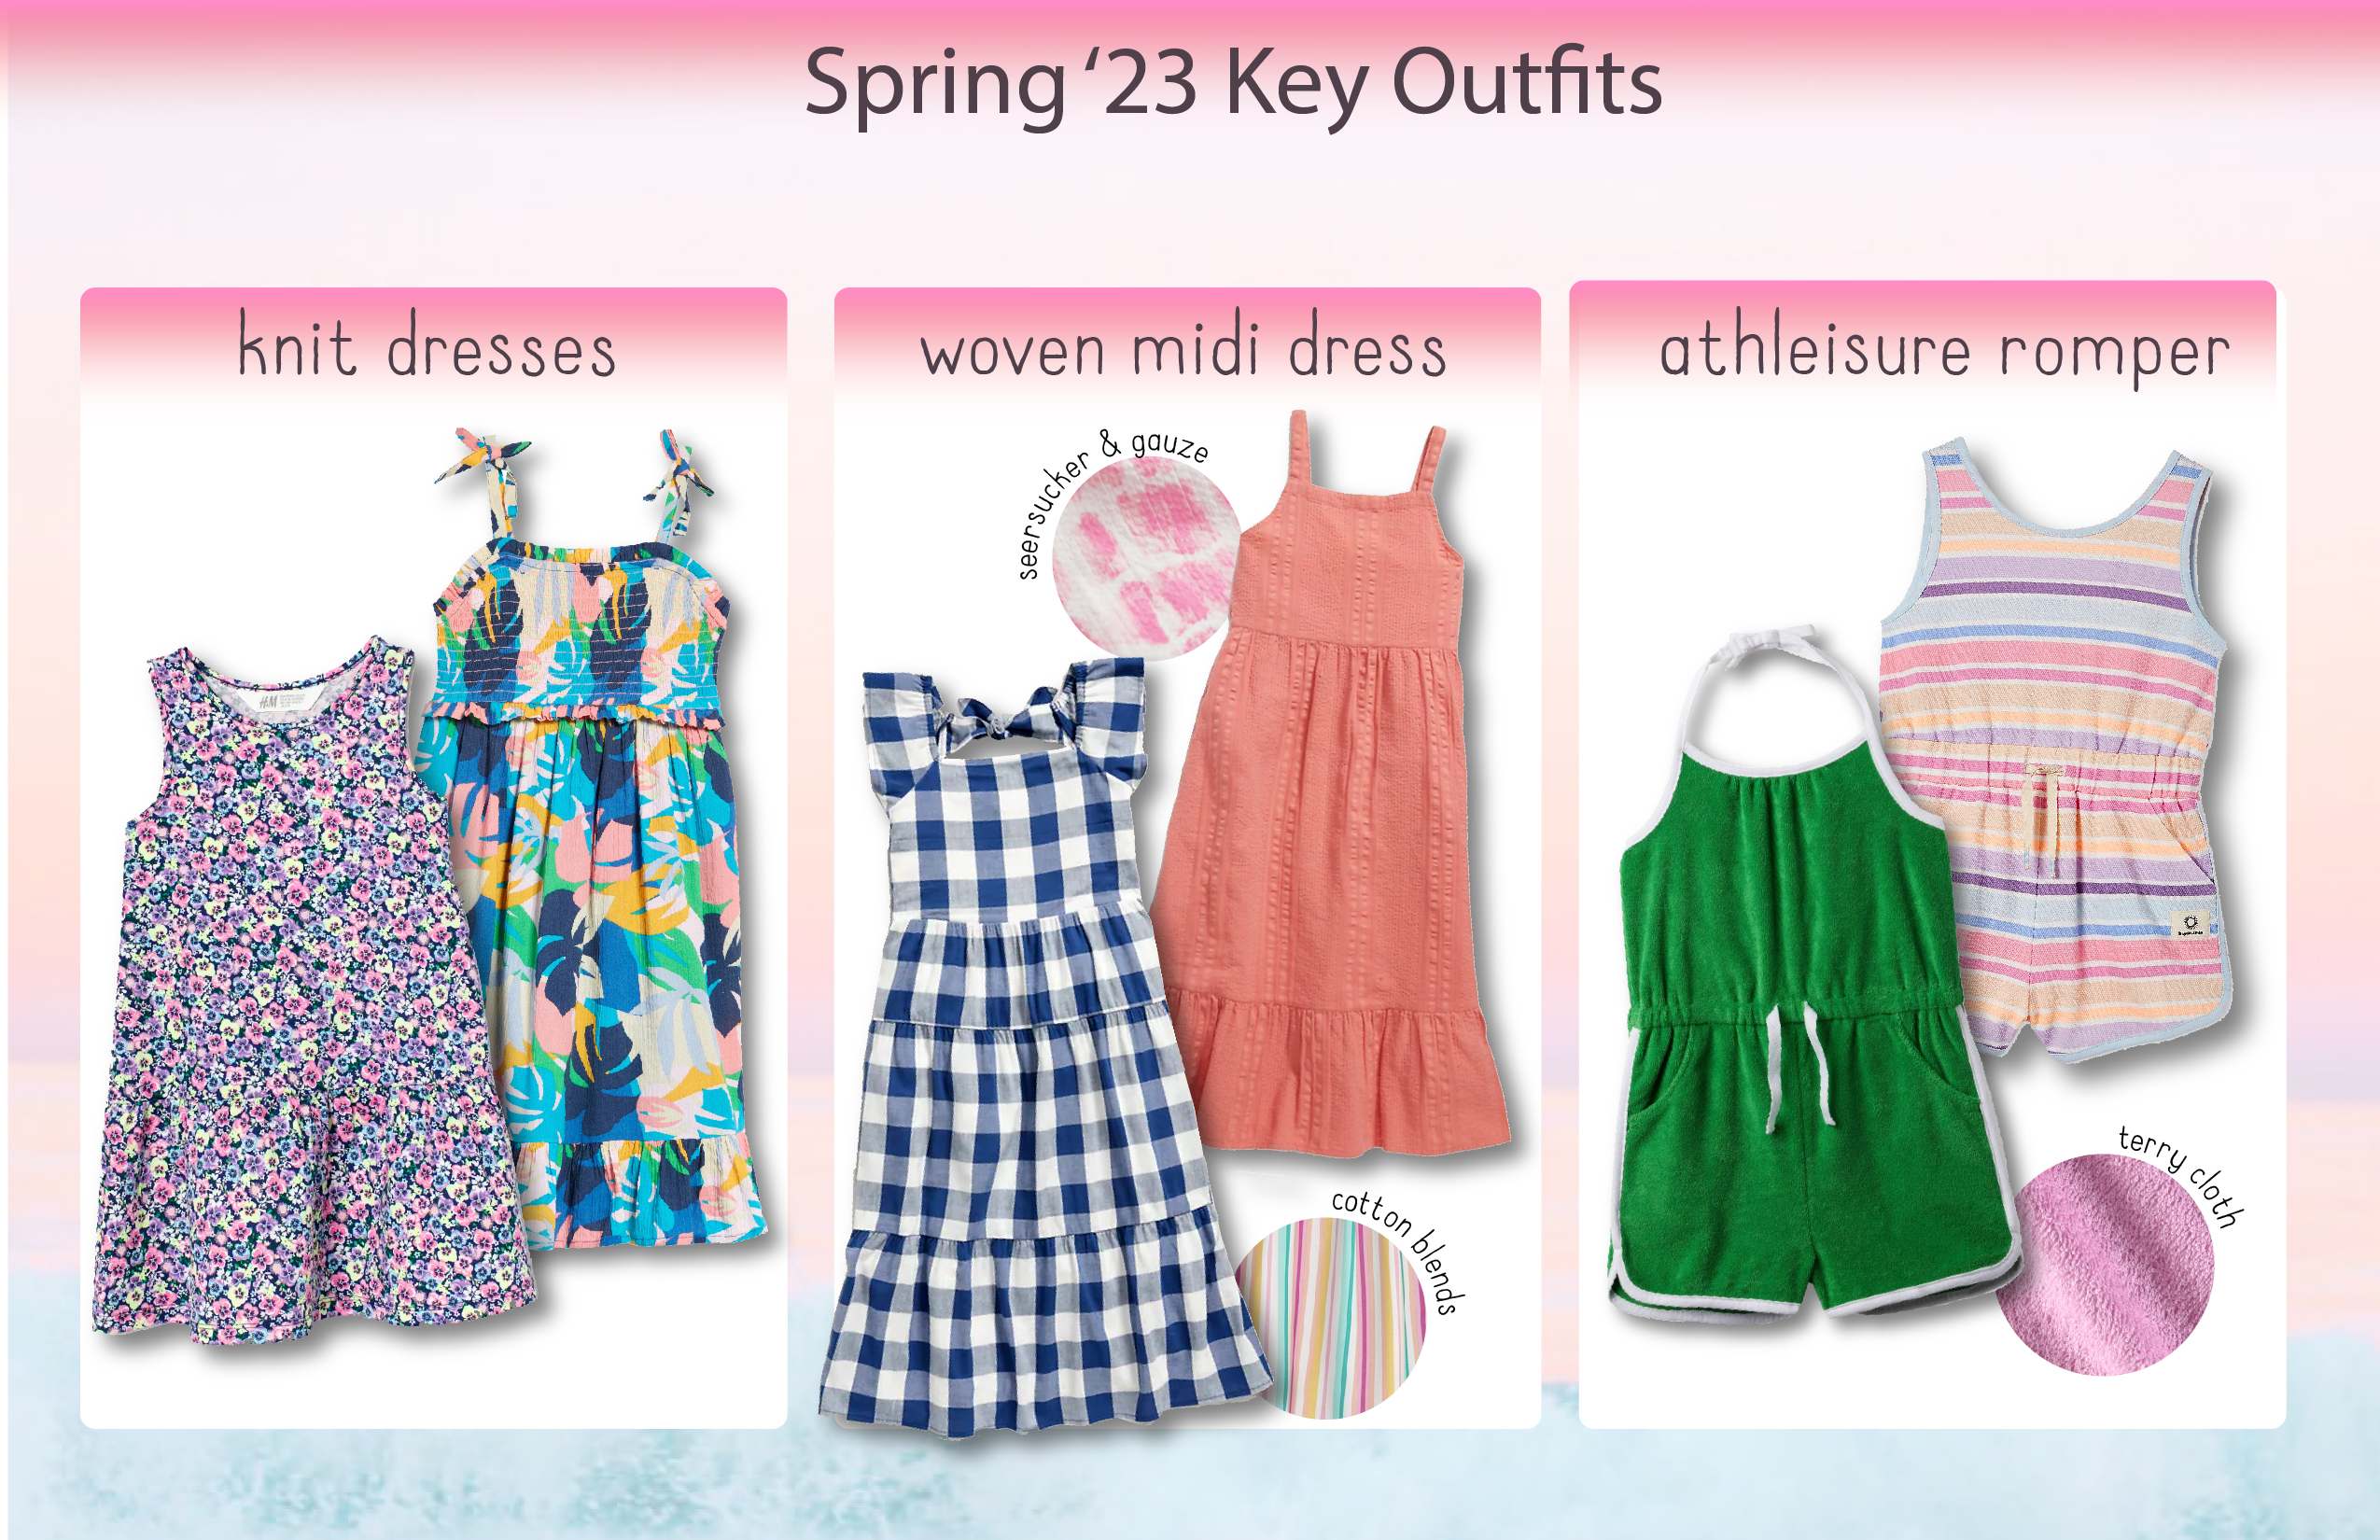 Spring ‘23 Key Outfits
knit dresses
woven midi dress
athleisure romper
seersucker & gauze
H&M
cotton blends
terry cloth